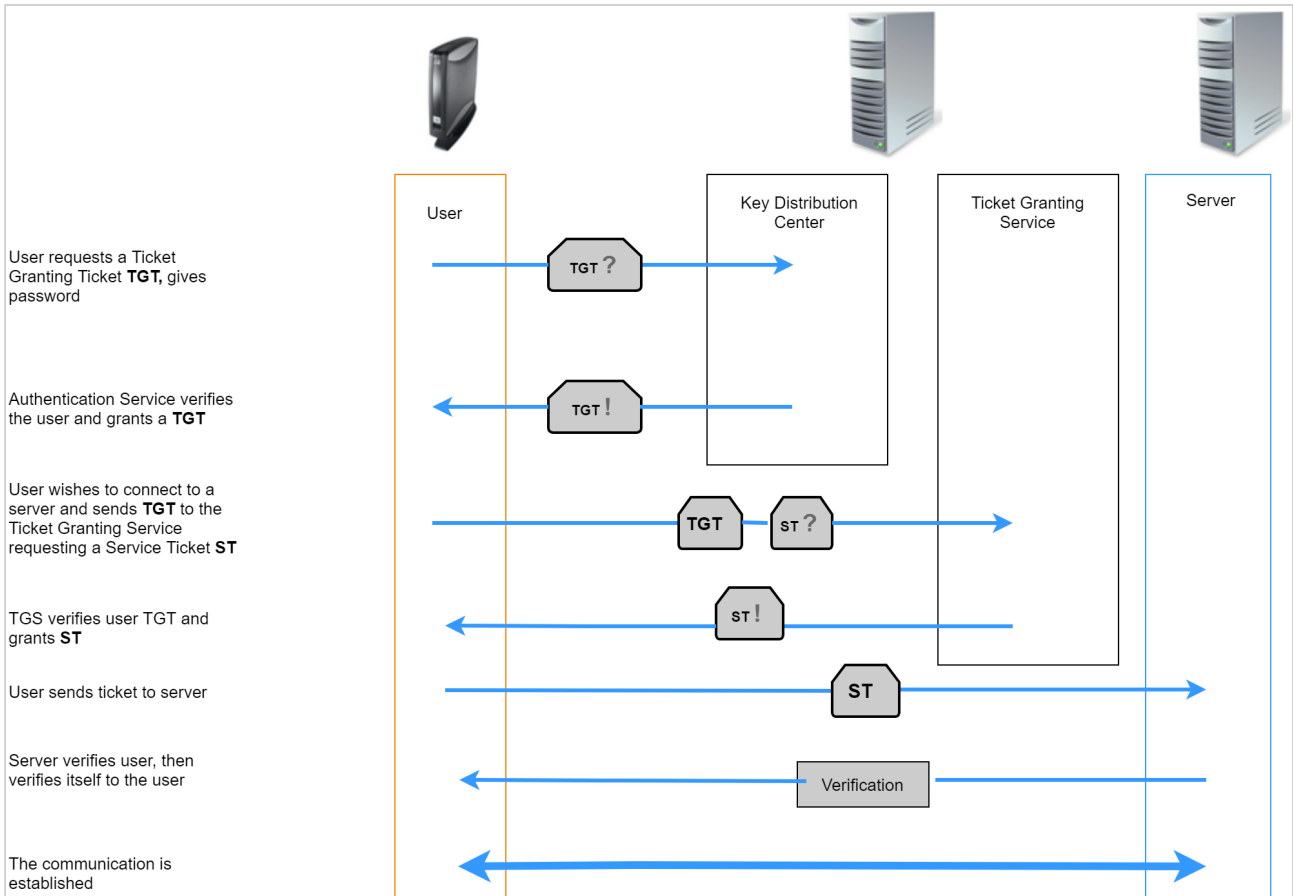 User
Key Distribution
Center
Ticket Granting
Service
Server
User requests a Ticket
Granting Ticket TGT, gives
password
TGT ?
Authentication Service verifies
the user and grants a TGT
TGT !
User wishes to connect to a
server and sends TGT to the
Ticket Granting Service
requesting a Service Ticket ST
TGT
ST ?
TGS verifies user TGT and
grants ST
ST !
User sends ticket to server
ST
Server verifies user, then
verifies itself to the user
Verification
The communication is
established